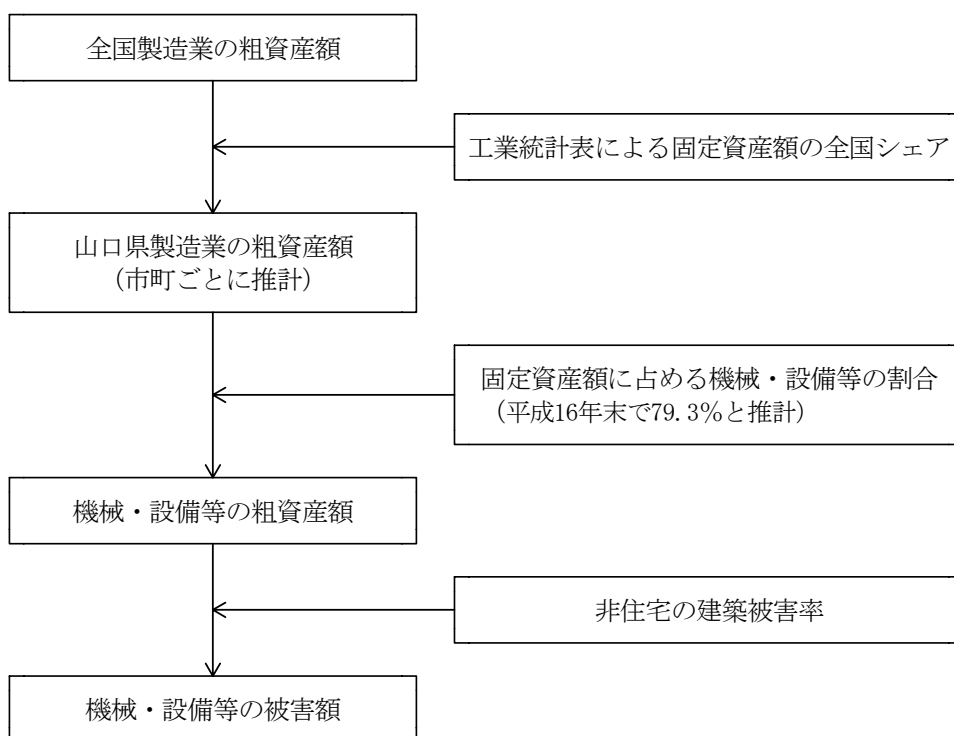 全国製造業の粗資産額
工業統計表による固定資産額の全国シェア
山口県製造業の粗資産額
（市町ごとに推計）
固定資産額に占める機械・設備等の割合
（平成16年末で79.3％と推計）
機械・設備等の粗資産額
非住宅の建築被害率
機械・設備等の被害額